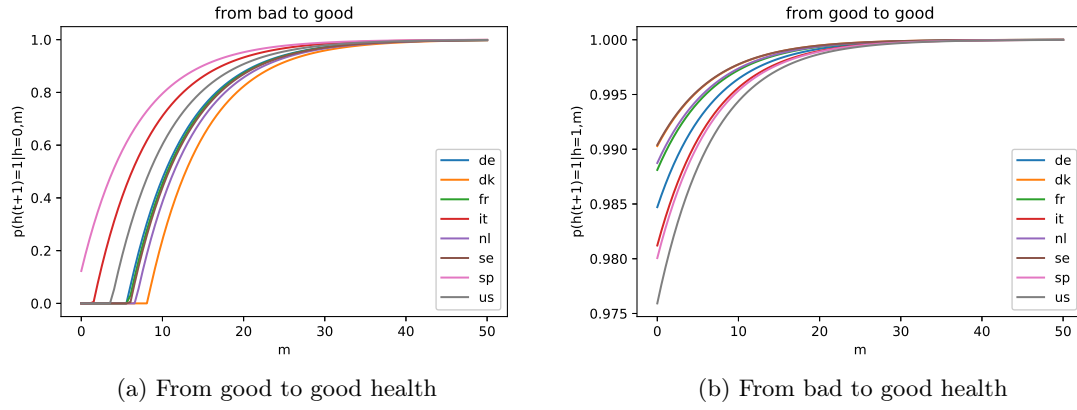 from bad to good
p(h(t+1)=1|h=0,m)
1.0
0.8
0.6
0.4
0.2
0.0
de
dk
fr
it
nl
se
sp
us
0 10 20 30 40 50
m
(a) From good to good health
from good to good
p(h(t+1)=1|h=1,m)
1.000
0.995
0.990
0.985
0.980
0.975
de
dk
fr
it
nl
se
sp
us
0 10 20 30 40 50
m
(b) From bad to good health